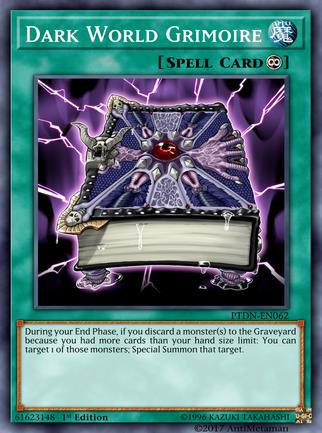 Dark World Grimoire
[Spell Card]
PTDN-EN062
During your End Phase, if you discard a monster(s) to the Graveyard
because you had more cards than your hand size limit: You can
target 1 of those monsters; Special Summon that target.
61623148 1st Edition ©1996 KAZUKI TAKAHASHI
©2017 AntiMetaman